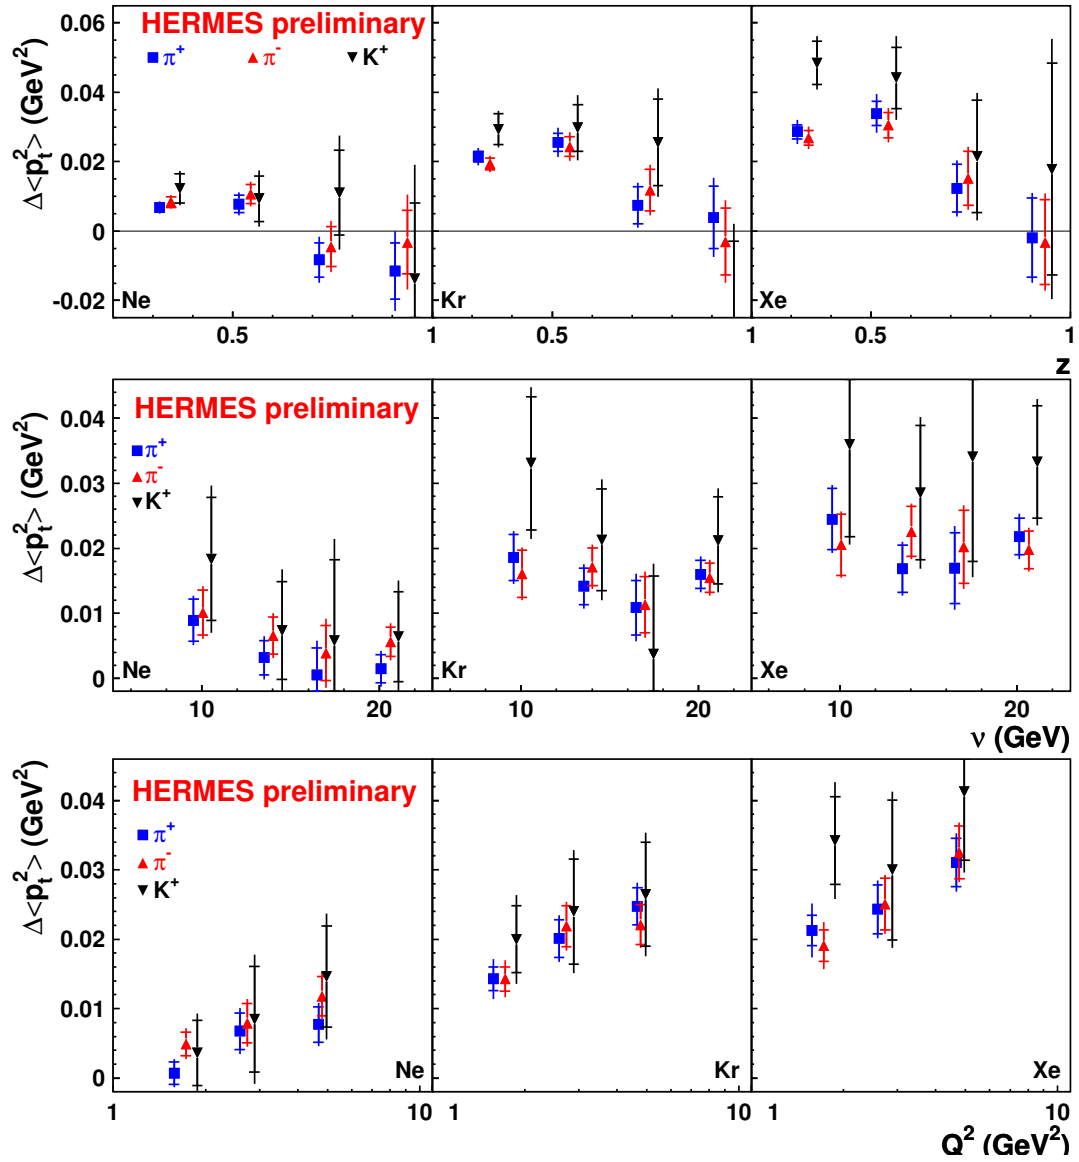 HERMES preliminary
π+ π- K+
Δ<p_t^2> (GeV^2)
0.06
0.04
0.02
0
-0.02
Ne Kr Xe
0.5 1 0.5 1 0.5 1
z
HERMES preliminary
π+
π-
K+
Δ<p_t^2> (GeV^2)
0.04
0.03
0.02
0.01
0
Ne Kr Xe
10 20 10 20 10 20
ν (GeV)
HERMES preliminary
π+
π-
K+
Δ<p_t^2> (GeV^2)
0.04
0.03
0.02
0.01
0
Ne Kr Xe
1 10 1 10 1 10
Q^2 (GeV^2)